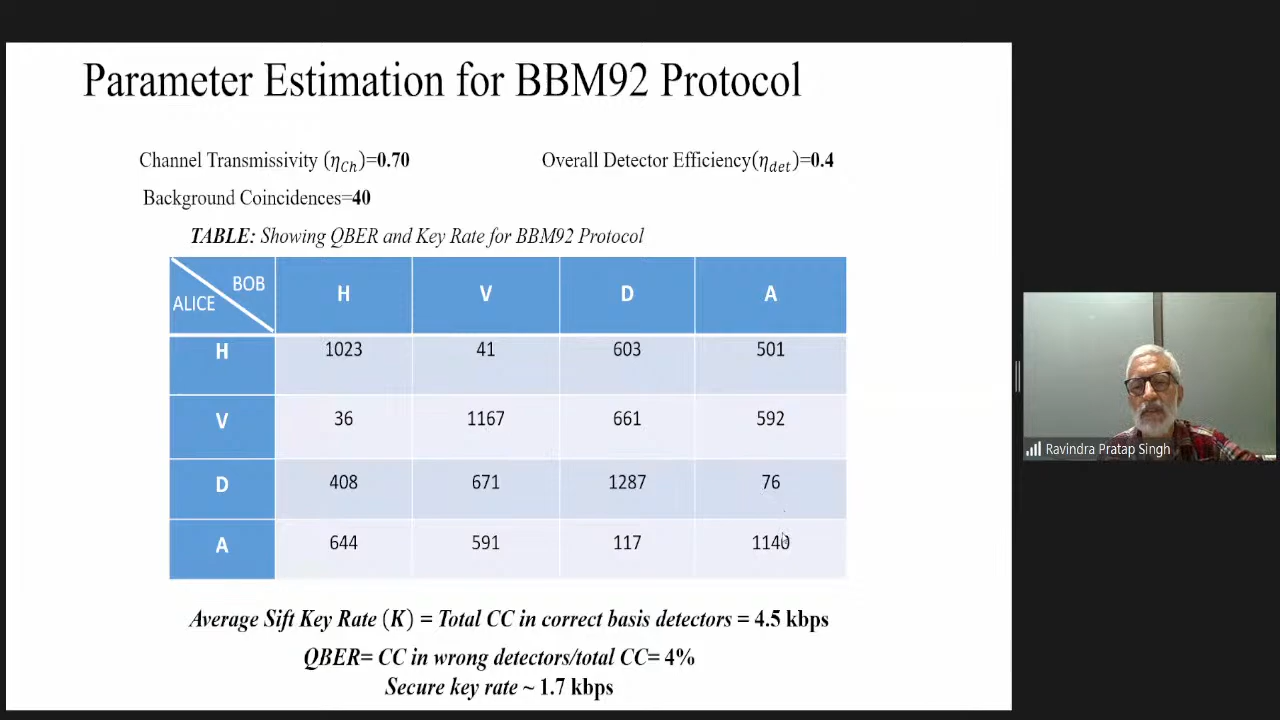 Parameter Estimation for BBM92 Protocol
Channel Transmissivity (η_Ch)=0.70 Overall Detector Efficiency(η_det)=0.4
Background Coincidences=40
TABLE: Showing QBER and Key Rate for BBM92 Protocol
BOB
ALICE
H V D A
H 1023 41 603 501
V 36 1167 661 592
D 408 671 1287 76
A 644 591 117 1140
Average Sift Key Rate (K) = Total CC in correct basis detectors = 4.5 kbps
QBER= CC in wrong detectors/total CC= 4%
Secure key rate ~ 1.7 kbps
Ravindra Pratap Singh